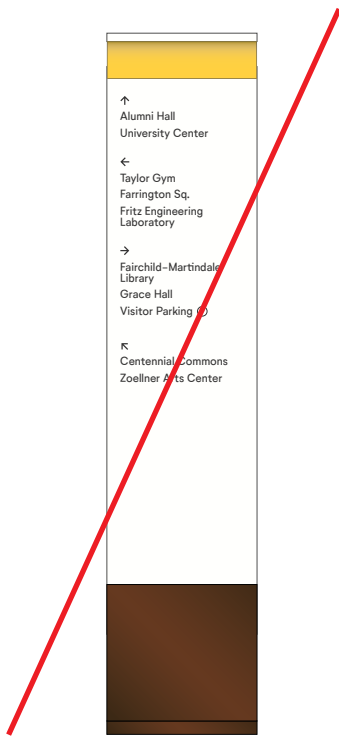 ↑
Alumni Hall
University Center
←
Taylor Gym
Farrington Sq.
Fritz Engineering
Laboratory
→
Fairchild–Martindale
Library
Grace Hall
Visitor Parking
↖
Centennial Commons
Zoellner Arts Center